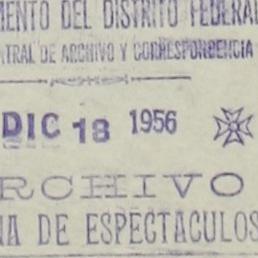 MENTO DEL DISTRITO FEDERAL
NTRAL DE ARCHIVO Y CORRESPONDENCIA
DIC 18 1956
RCHIVO
NA DE ESPECTACULOS